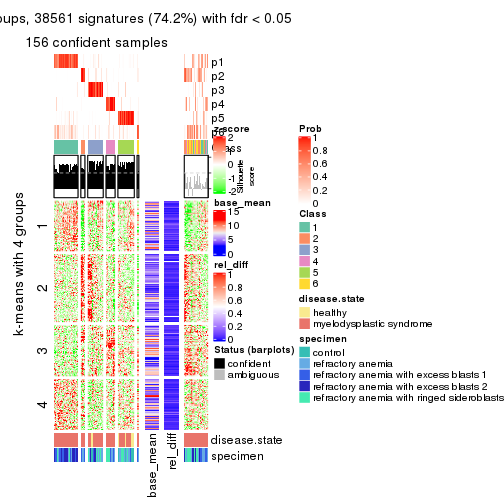 oups, 38561 signatures (74.2%) with fdr < 0.05
156 confident samples
p1
p2
p3
p4
p5
p6
Class
z-score
2
1
0
-1
-2
Silhouette
score
base_mean
15
10
5
0
rel_diff
1
0.8
0.6
0.4
0.2
0
Status (barplots)
confident
ambiguous
Prob
1
0.8
0.6
0.4
0.2
0
Class
1
2
3
4
5
6
disease.state
healthy
myelodysplastic syndrome
specimen
control
refractory anemia
refractory anemia with excess blasts 1
refractory anemia with excess blasts 2
refractory anemia with ringed sideroblasts
k-means with 4 groups
1
2
3
4
disease.state
specimen
base_mean
rel_diff